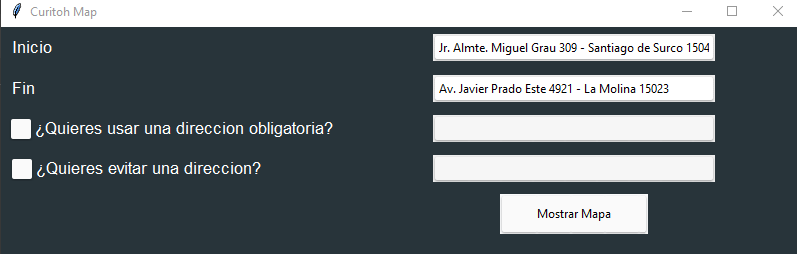 Curitoh Map
Inicio
Jr. Almte. Miguel Grau 309 - Santiago de Surco 1504
Fin
Av. Javier Prado Este 4921 - La Molina 15023
¿Quieres usar una direccion obligatoria?
¿Quieres evitar una direccion?
Mostrar Mapa